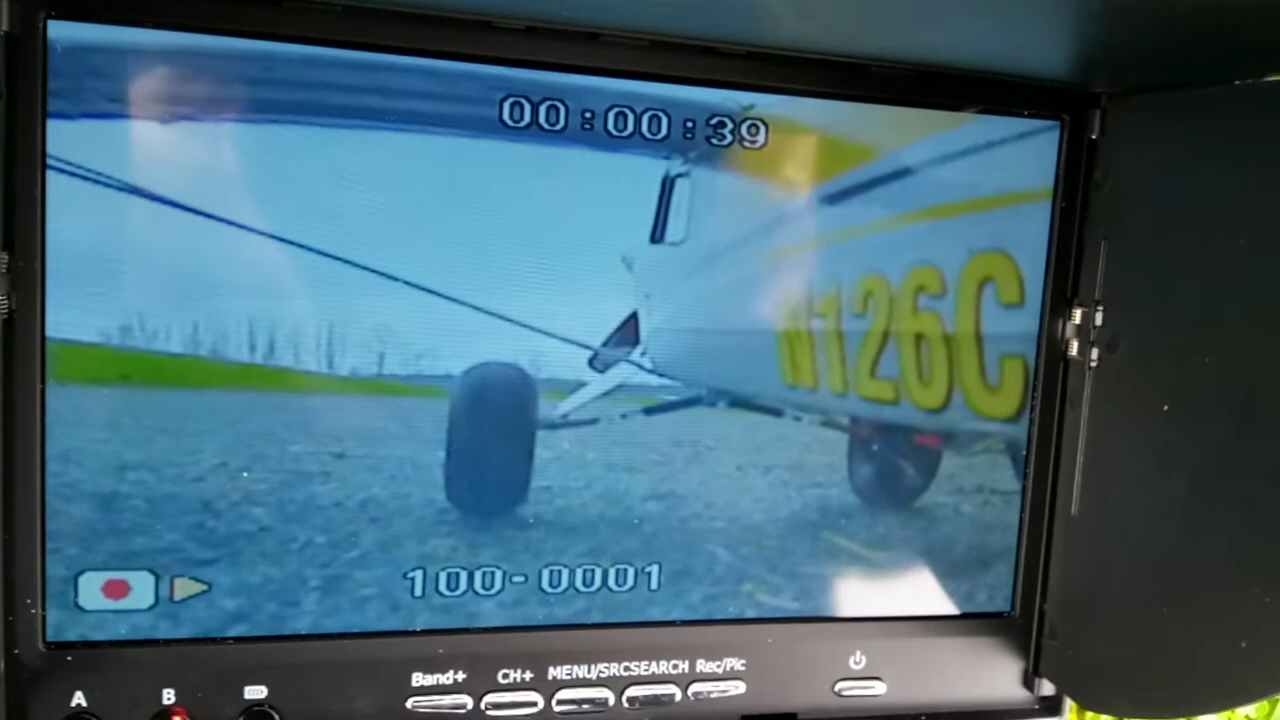 00:00:39
N126C
100-0001
Band+ CH+ MENU/SRCSEARCH Rec/Pic
A B